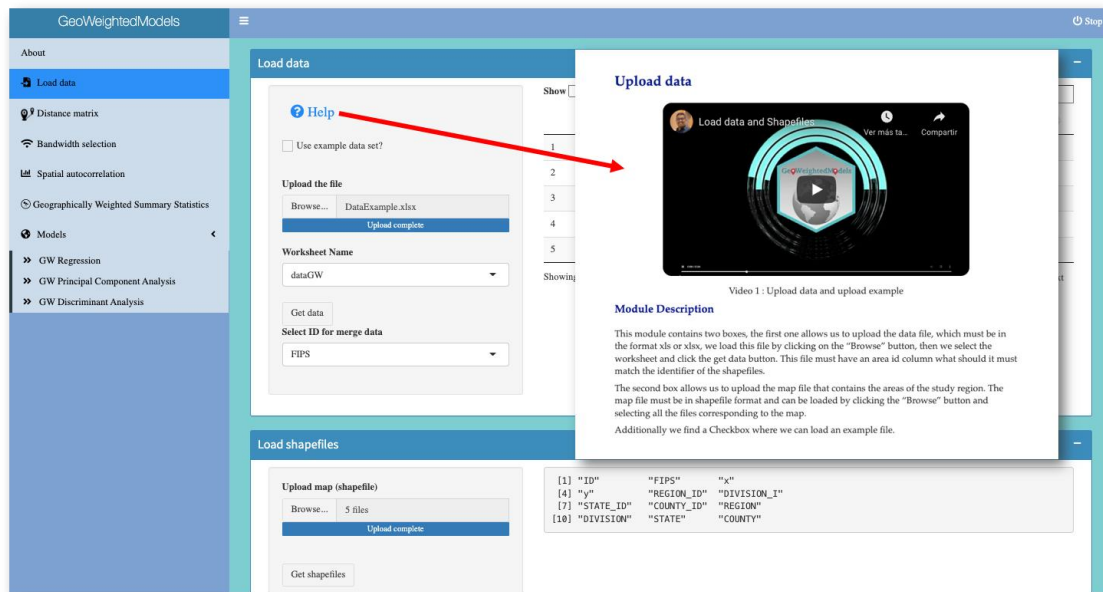 GeoWeightedModels
Stop
About
Load data
Distance matrix
Bandwidth selection
Spatial autocorrelation
Geographically Weighted Summary Statistics
Models
GW Regression
GW Principal Component Analysis
GW Discriminant Analysis
Load data
Help
Use example data set?
Upload the file
Browse... DataExample.xlsx
Upload complete
Worksheet Name
dataGW
Get data
Select ID for merge data
FIPS
Show
1
2
3
4
5
Showing
Upload data
Load data and Shapefiles
Ver más ta... Compartir
GeoWeightedModels
Video 1 : Upload data and upload example
Module Description
This module contains two boxes, the first one allows us to upload the data file, which must be in
the format xls or xlsx, we load this file by clicking on the “Browse” button, then we select the
worksheet and click the get data button. This file must have an area id column what should it must
match the identifier of the shapefiles.
The second box allows us to upload the map file that contains the areas of the study region. The
map file must be in shapefile format and can be loaded by clicking the “Browse” button and
selecting all the files corresponding to the map.
Additionally we find a Checkbox where we can load an example file.
Load shapefiles
Upload map (shapefile)
Browse... 5 files
Upload complete
Get shapefiles
[1] "ID" "FIPS" "x"
[4] "y" "REGION_ID" "DIVISION_I"
[7] "STATE_ID" "COUNTY_ID" "REGION"
[10] "DIVISION" "STATE" "COUNTY"